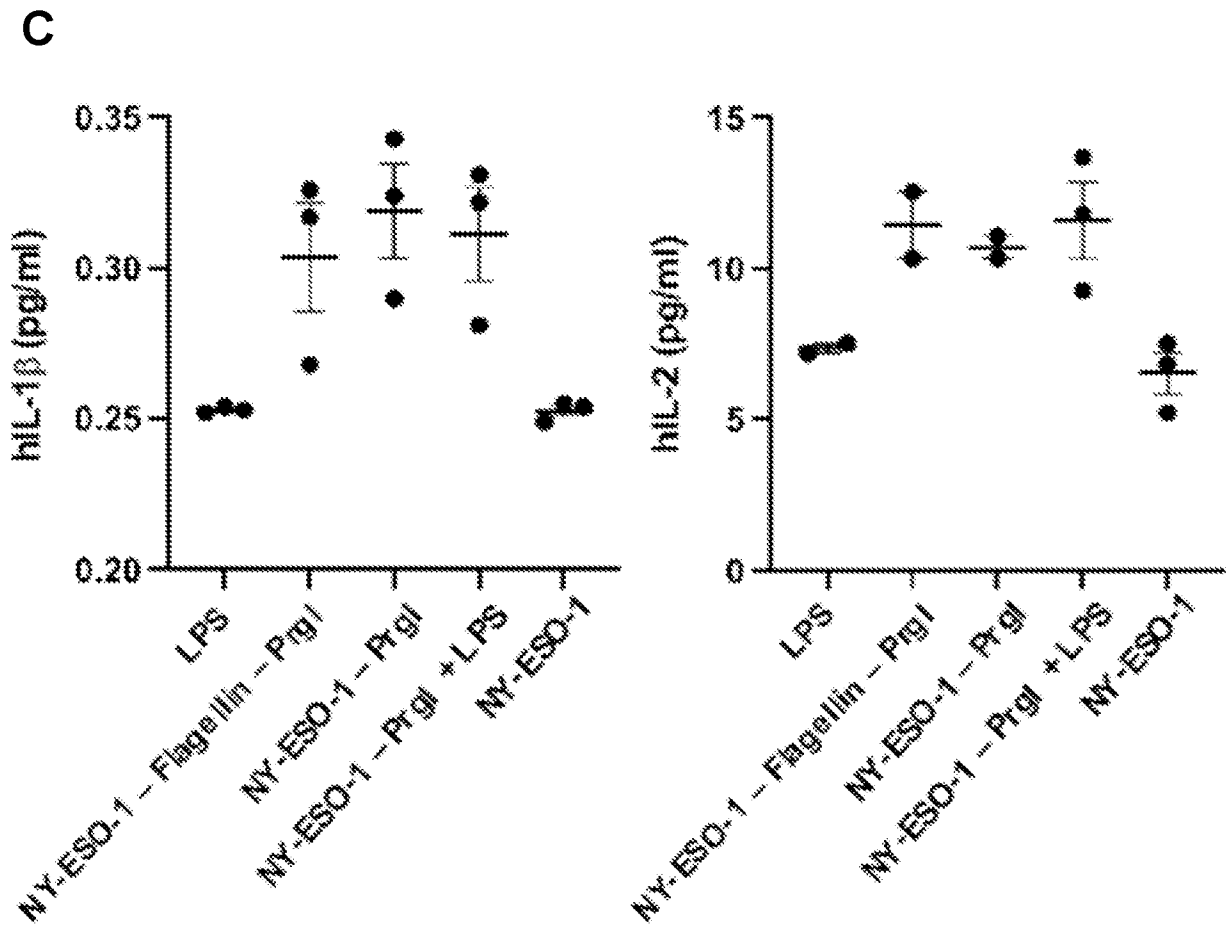 C
hIL-1β (pg/ml)
0.35
0.30
0.25
0.20
LPS
NY-ESO-1 – Flagellin – PrgI
NY-ESO-1 – PrgI
NY-ESO-1 – PrgI + LPS
NY-ESO-1
hIL-2 (pg/ml)
15
10
5
0
LPS
NY-ESO-1 – Flagellin – PrgI
NY-ESO-1 – PrgI
NY-ESO-1 – PrgI + LPS
NY-ESO-1